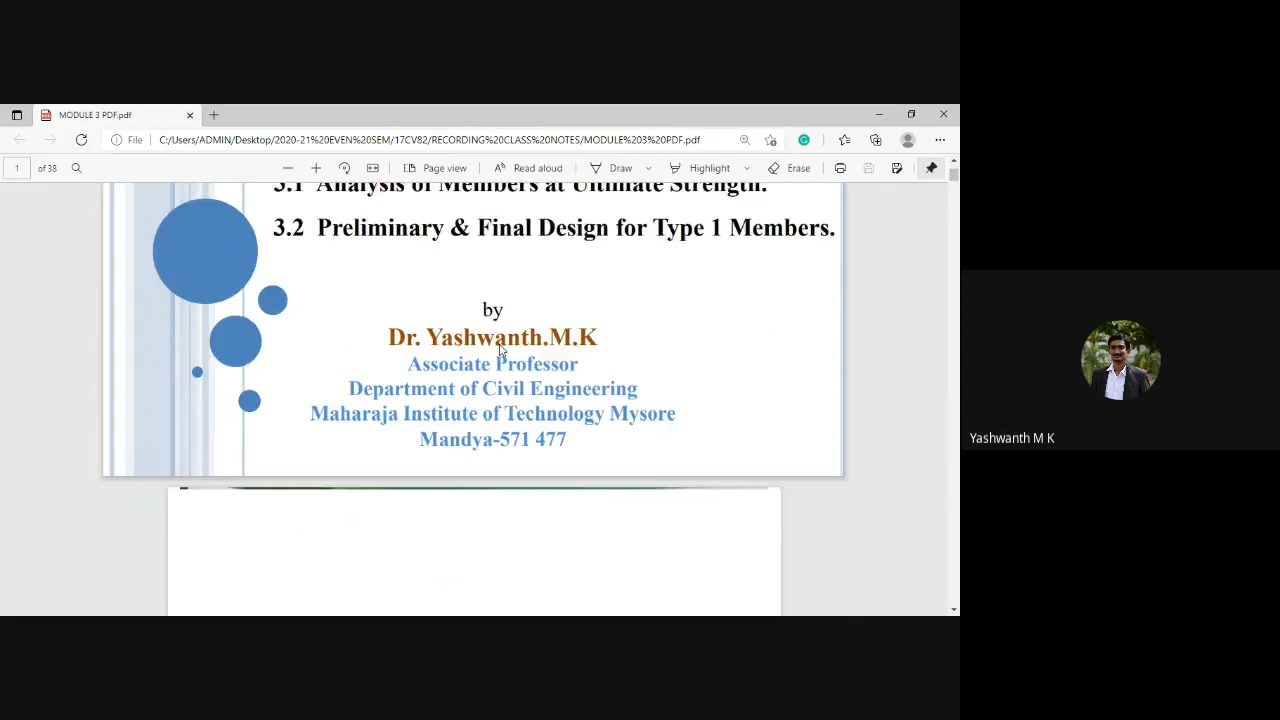 MODULE 3 PDF.pdf
File
C:/Users/ADMIN/Desktop/2020-21%20EVEN%20SEM/17CV82/RECORDING%20CLASS%20NOTES/MODULE%203%20PDF.pdf
1 of 38 Page view Read aloud Draw Highlight Erase
3.1 Analysis of Members at Ultimate Strength.
3.2 Preliminary & Final Design for Type 1 Members.
by
Dr. Yashwanth.M.K
Associate Professor
Department of Civil Engineering
Maharaja Institute of Technology Mysore
Mandya-571 477
Yashwanth M K